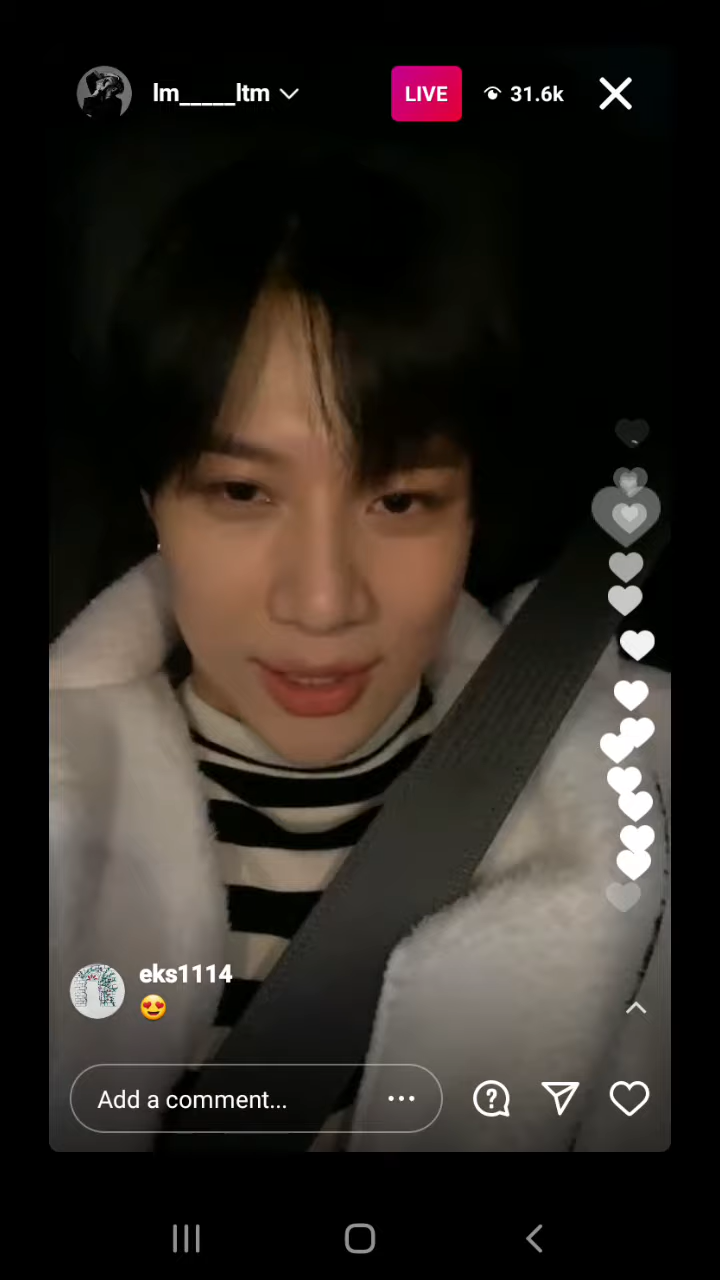 lm_____ltm
LIVE
31.6k
eks1114
😍
Add a comment...